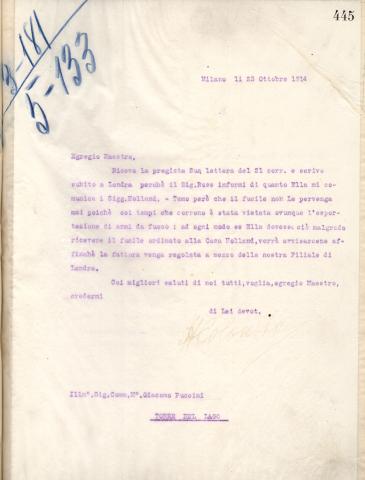 445
3-181
5-133
Milano li 23 Ottobre 1914
Egregio Maestro,
Ricevo la pregiata Sua lettera del 21 corr. e scrivo
subito a Londra perchè il Sig.Rose informi di quanto Ella mi co-
munica i Sigg.Holland. - Temo però che il fucile non Le pervenga
mai poichè coi tempi che corrono è stata vietata ovunque l'espor-
tazione di armi da fuoco : ad ogni modo se Ella dovesse ciò malgrado
ricevere il fucile ordinato alla Casa Holland, vorrà avvisarmene af-
finchè la fattura venga regolata a mezzo della nostra Filiale di
Londra.
Coi migliori saluti di noi tutti, voglia, egregio Maestro,
credermi
di Lei devot.
Illmº.Sig.Comm.Mº.Giacomo Puccini
TORRE DEL LAGO